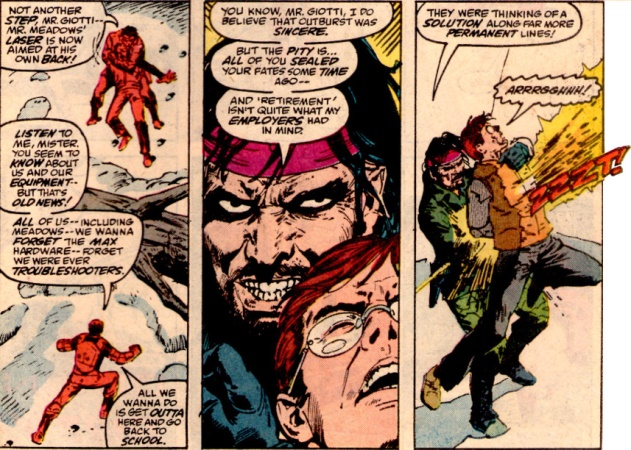 NOT ANOTHER
STEP, MR. GIOTTI--
MR. MEADOWS'
LASER IS NOW
AIMED AT HIS
OWN BACK!
LISTEN TO
ME, MISTER.
YOU SEEM TO
KNOW ABOUT
US AND OUR
EQUIPMENT--
BUT THAT'S
OLD NEWS!
ALL OF US--INCLUDING
MEADOWS--WE WANNA
FORGET THE MAX
HARDWARE--FORGET
WE WERE EVER
TROUBLESHOOTERS.
ALL WE
WANNA DO
IS GET OUTTA
HERE AND GO
BACK TO
SCHOOL.
YOU KNOW, MR. GIOTTI, I DO
BELIEVE THAT OUTBURST WAS
SINCERE.
BUT THE PITY IS...
ALL OF YOU SEALED
YOUR FATES SOME TIME
AGO--
AND 'RETIREMENT'
ISN'T QUITE WHAT MY
EMPLOYERS HAD
IN MIND.
THEY WERE THINKING OF A
SOLUTION ALONG FAR MORE
PERMANENT LINES!
ARRRGGHHH!
ZZZZT!